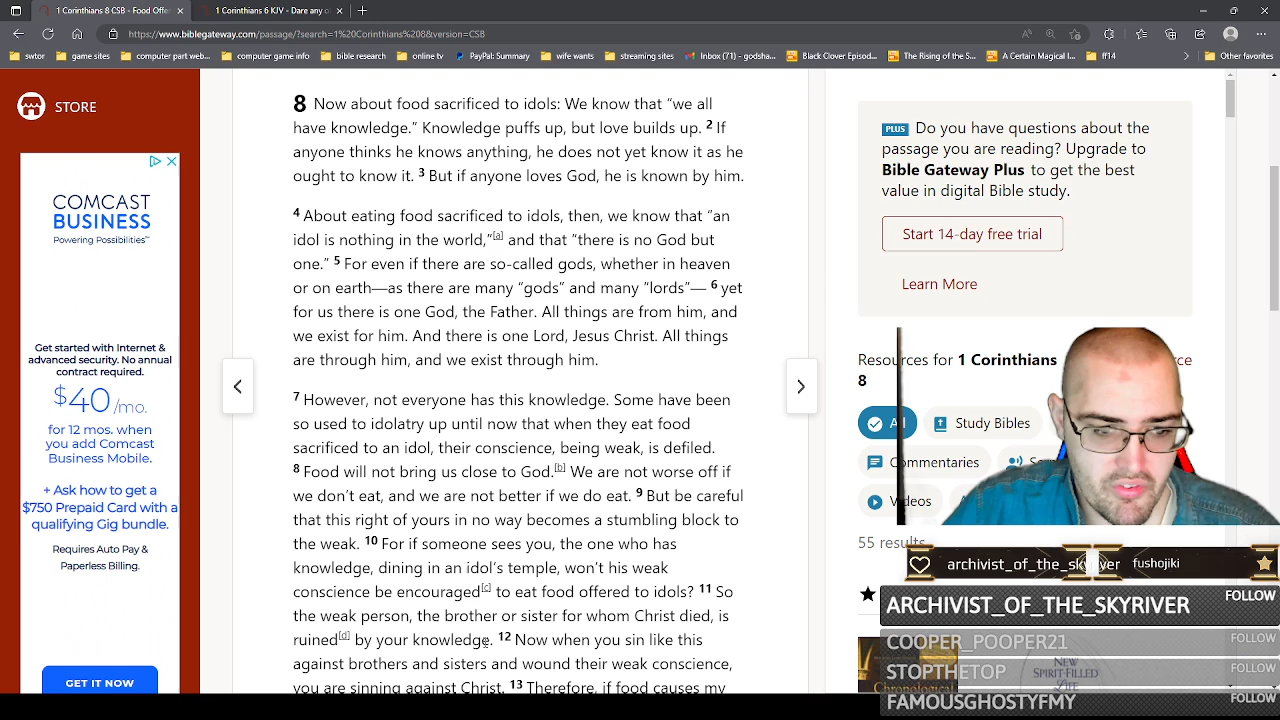 1 Corinthians 8 CSB - Food Offe
1 Corinthians 6 KJV - Dare any o
https://www.biblegateway.com/passage/?search=1%20Corinthians%208&version=CSB
swtor
game sites
computer part web...
computer game info
bible research
online tv
PayPal: Summary
wife wants
streaming sites
Inbox (71) - godsha...
Black Clover Episod...
The Rising of the S...
A Certain Magical I...
ff14
Other favorites
STORE
COMCAST
BUSINESS
Powering Possibilities™
Get started with Internet &
advanced security. No annual
contract required.
$40/mo.
for 12 mos. when
you add Comcast
Business Mobile.
+ Ask how to get a
$750 Prepaid Card with a
qualifying Gig bundle.
Requires Auto Pay &
Paperless Billing.
GET IT NOW
8 Now about food sacrificed to idols: We know that “we all
have knowledge.” Knowledge puffs up, but love builds up. 2 If
anyone thinks he knows anything, he does not yet know it as he
ought to know it. 3 But if anyone loves God, he is known by him.
4 About eating food sacrificed to idols, then, we know that “an
idol is nothing in the world,”[a] and that “there is no God but
one.” 5 For even if there are so-called gods, whether in heaven
or on earth—as there are many “gods” and many “lords”— 6 yet
for us there is one God, the Father. All things are from him, and
we exist for him. And there is one Lord, Jesus Christ. All things
are through him, and we exist through him.
7 However, not everyone has this knowledge. Some have been
so used to idolatry up until now that when they eat food
sacrificed to an idol, their conscience, being weak, is defiled.
8 Food will not bring us close to God.[b] We are not worse off if
we don’t eat, and we are not better if we do eat. 9 But be careful
that this right of yours in no way becomes a stumbling block to
the weak. 10 For if someone sees you, the one who has
knowledge, dining in an idol’s temple, won’t his weak
conscience be encouraged[c] to eat food offered to idols? 11 So
the weak person, the brother or sister for whom Christ died, is
ruined[d] by your knowledge. 12 Now when you sin like this
against brothers and sisters and wound their weak conscience,
you are sinning against Christ. 13 Therefore, if food causes my
PLUS Do you have questions about the
passage you are reading? Upgrade to
Bible Gateway Plus to get the best
value in digital Bible study.
Start 14-day free trial
Learn More
Resources for 1 Corinthians
8
Study Bibles
Commentaries
Videos
55 results
archivist_of_the_skyriver
fushojiki
ARCHIVIST_OF_THE_SKYRIVER FOLLOW
COOPER_POOPER21 FOLLOW
STOPTHETOP FOLLOW
FAMOUSGHOSTYFMY FOLLOW
NEW
SPIRIT-FILLED
LIFE
Chronological